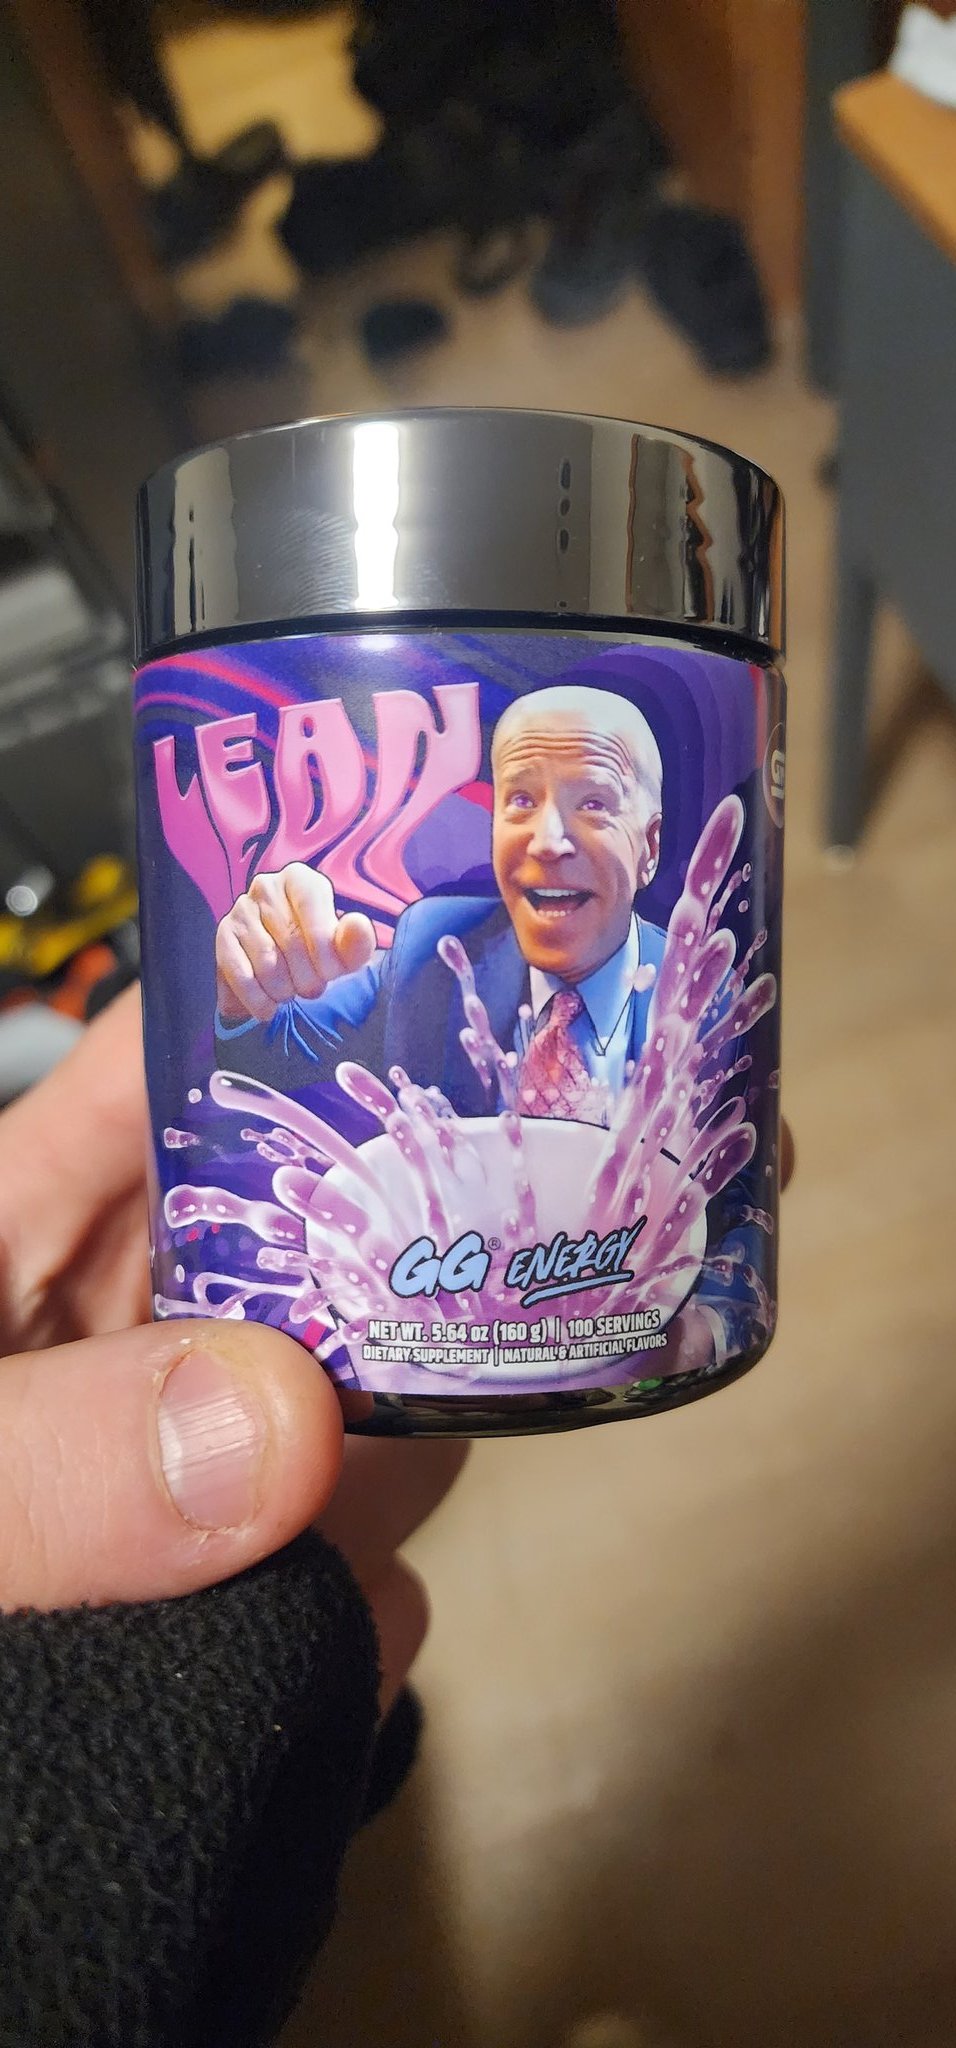 LEAN
GG® ENERGY
NET WT. 5.64 oz (160 g) | 100 SERVINGS
DIETARY SUPPLEMENT | NATURAL & ARTIFICIAL FLAVORS